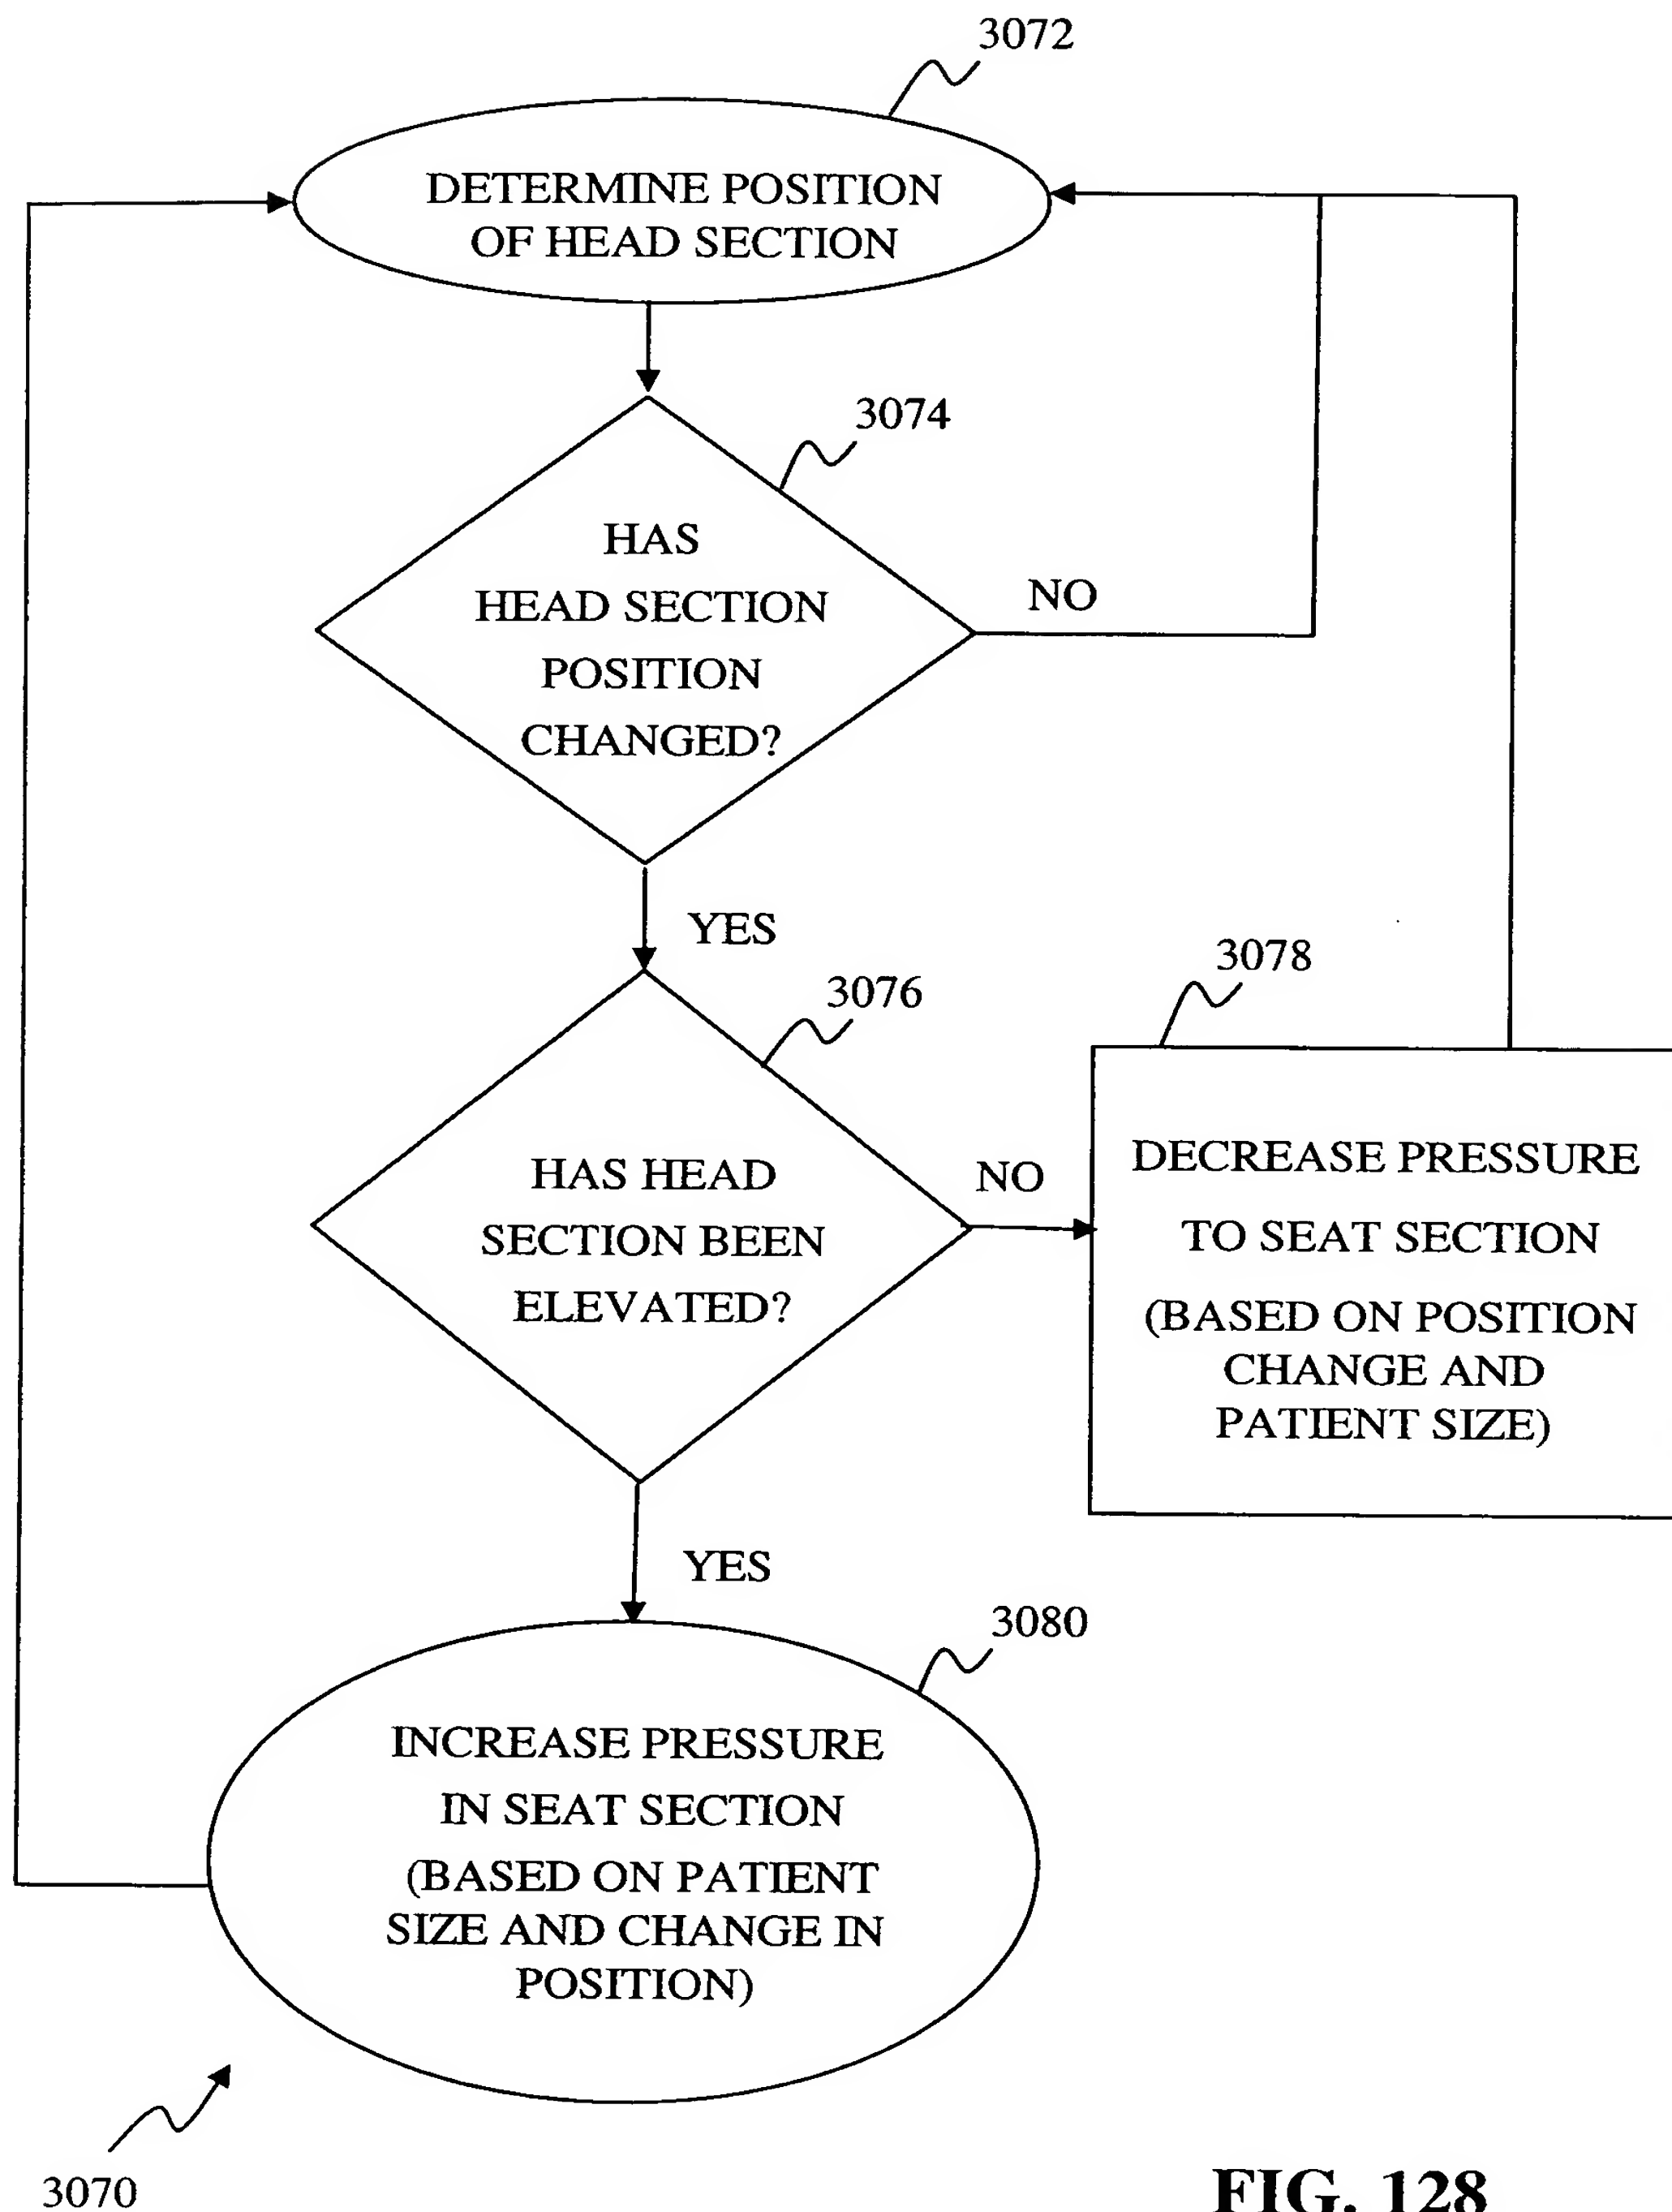 3072
DETERMINE POSITION
OF HEAD SECTION
3074
HAS
HEAD SECTION
POSITION
CHANGED?
NO
YES
3076
HAS HEAD
SECTION BEEN
ELEVATED?
NO
3078
DECREASE PRESSURE
TO SEAT SECTION
(BASED ON POSITION
CHANGE AND
PATIENT SIZE)
YES
3080
INCREASE PRESSURE
IN SEAT SECTION
(BASED ON PATIENT
SIZE AND CHANGE IN
POSITION)
3070
FIG. 128